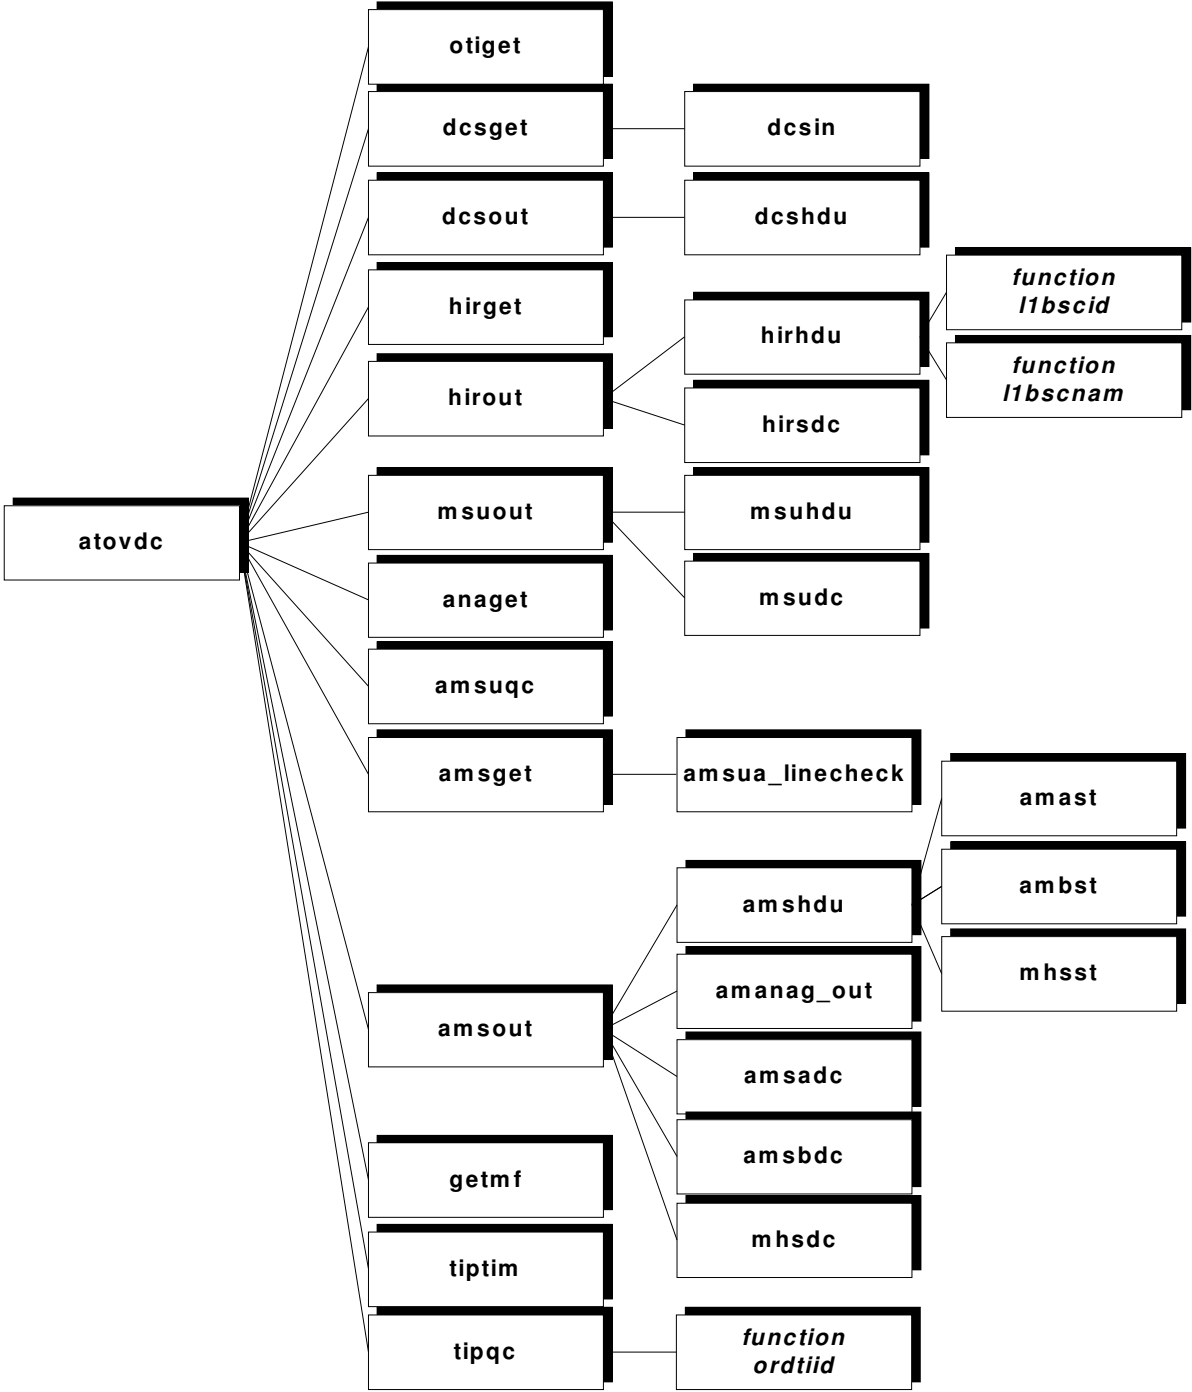 otiget
dcsget
dcsin
dcsout
dcshdu
hirget
function
l1bscid
hirhdu
function
l1bscnam
hirout
hirsdc
msuout
msuhdu
atovdc
anaget
msudc
amsuqc
amsget
amsua_linecheck
amast
amshdu
ambst
amanag_out
mhsst
amsout
amsadc
amsbdc
getmf
mhsdc
tiptim
tipqc
function
ordtiid